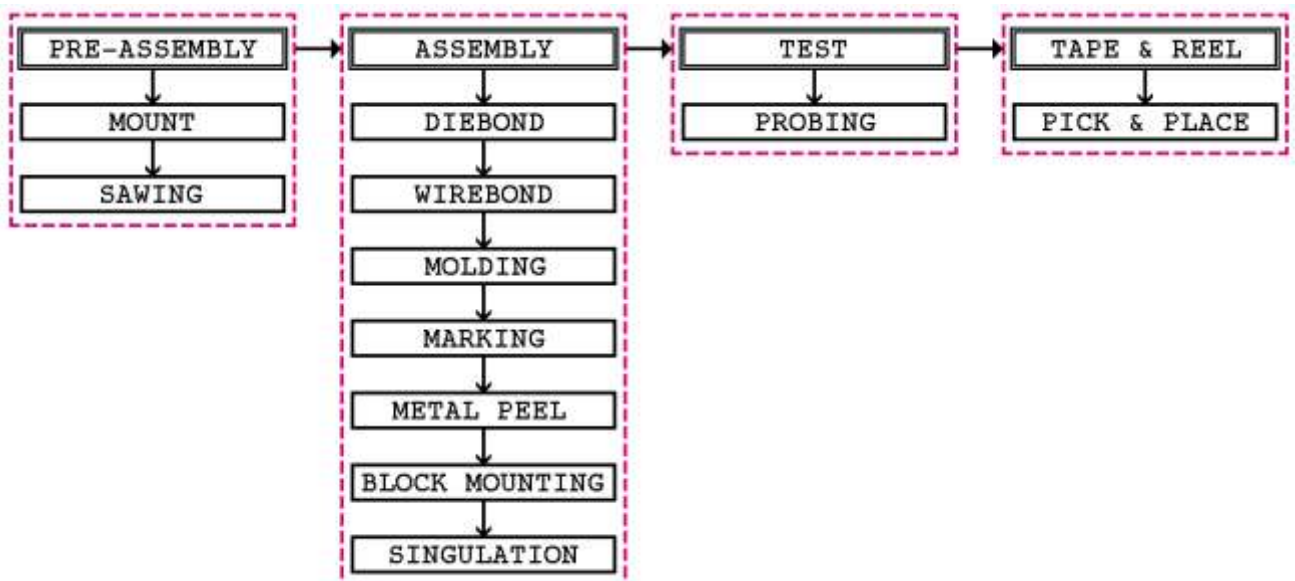 PRE-ASSEMBLY
MOUNT
SAWING
ASSEMBLY
DIEBOND
WIREBOND
MOLDING
MARKING
METAL PEEL
BLOCK MOUNTING
SINGULATION
TEST
PROBING
TAPE & REEL
PICK & PLACE